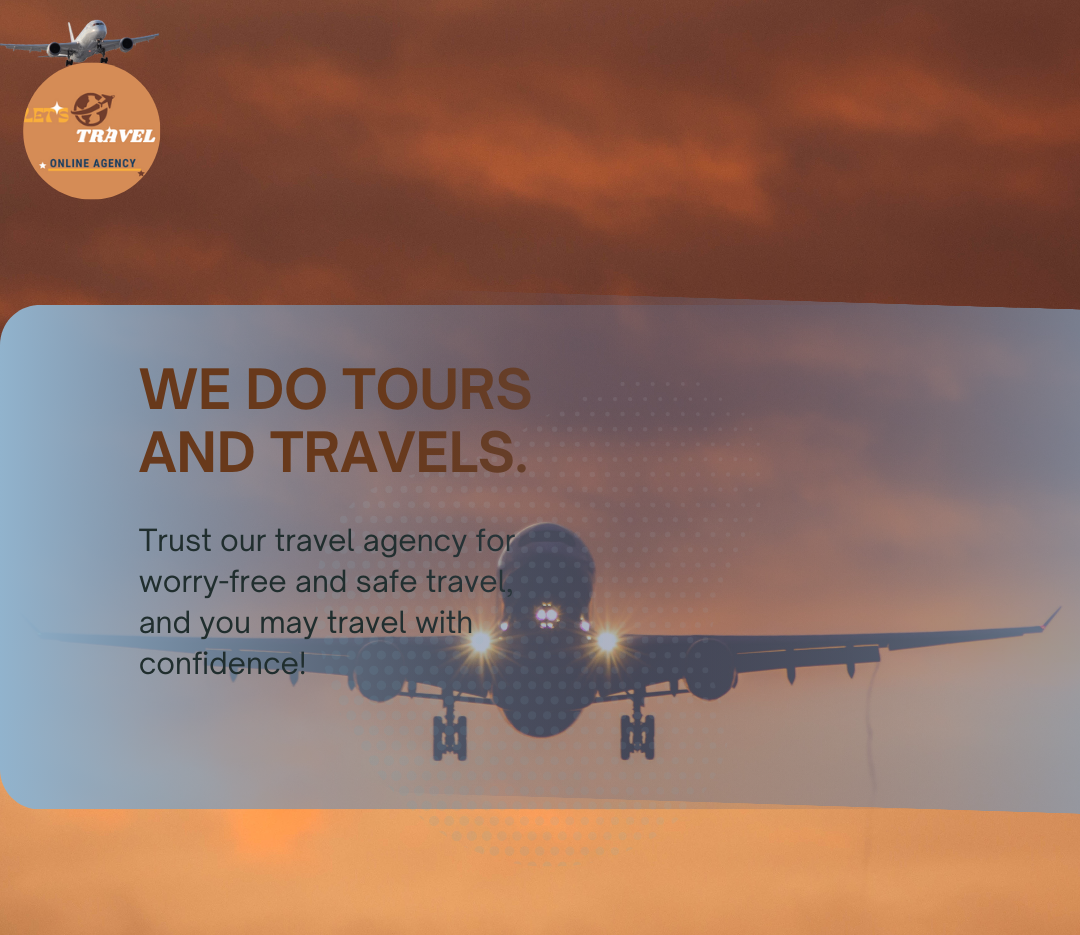 LET'S
TRAVEL
ONLINE AGENCY
WE DO TOURS
AND TRAVELS.
Trust our travel agency for
worry-free and safe travel,
and you may travel with
confidence!